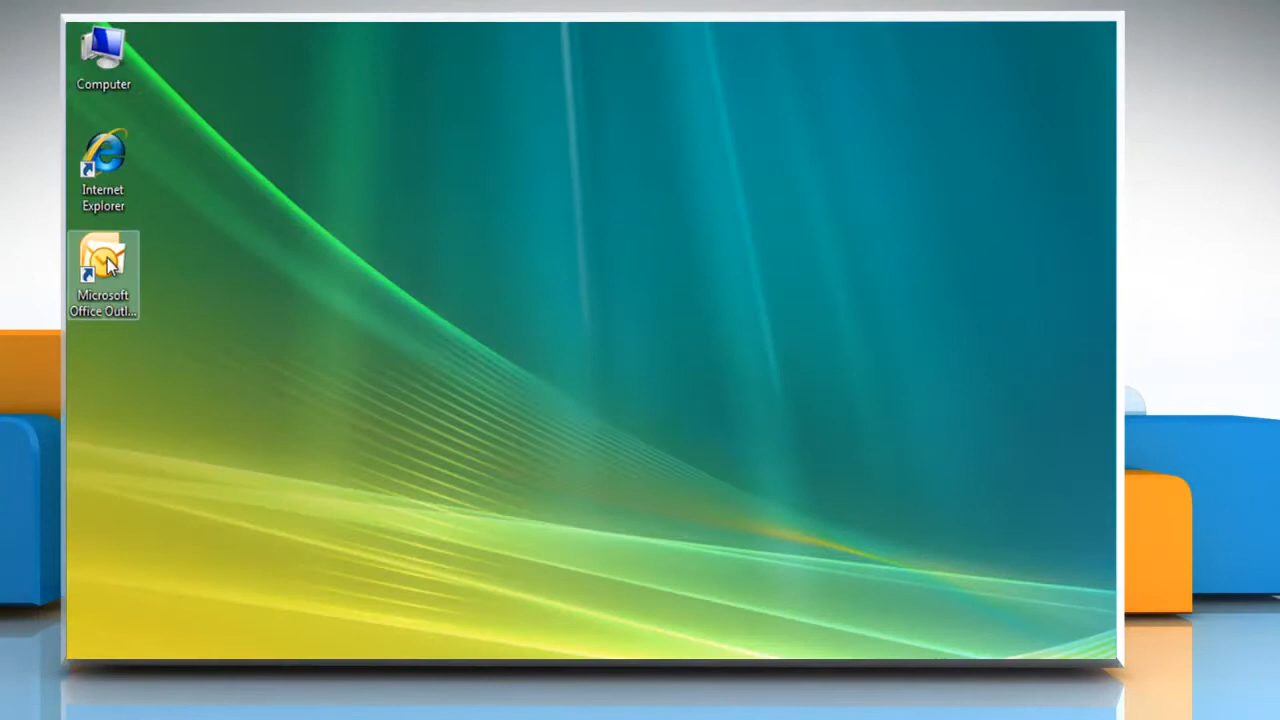 Computer
Internet
Explorer
Microsoft
Office Outl...